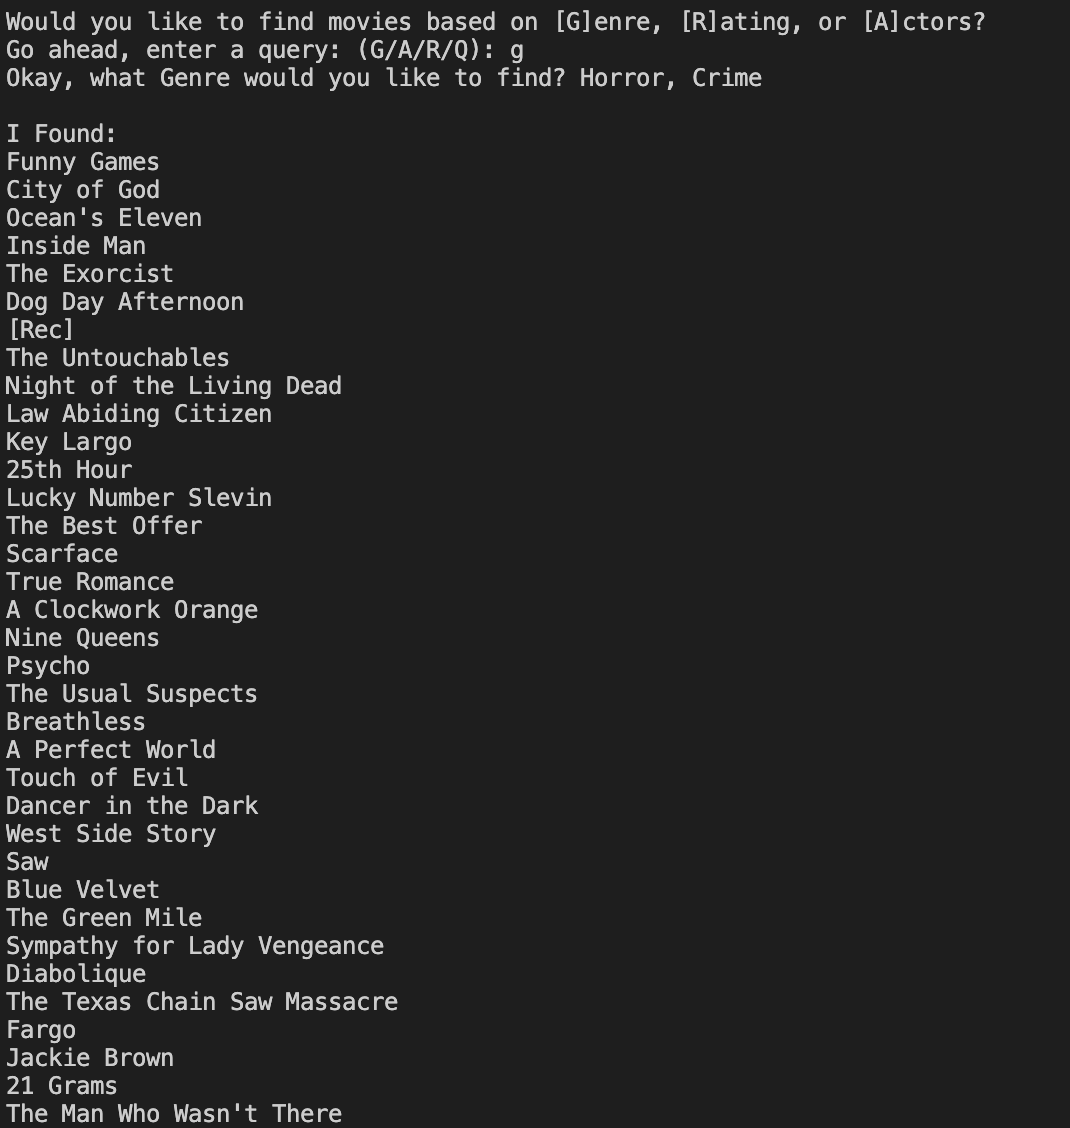 Would you like to find movies based on [G]enre, [R]ating, or [A]ctors?
Go ahead, enter a query: (G/A/R/Q): g
Okay, what Genre would you like to find? Horror, Crime
I Found:
Funny Games
City of God
Ocean's Eleven
Inside Man
The Exorcist
Dog Day Afternoon
[Rec]
The Untouchables
Night of the Living Dead
Law Abiding Citizen
Key Largo
25th Hour
Lucky Number Slevin
The Best Offer
Scarface
True Romance
A Clockwork Orange
Nine Queens
Psycho
The Usual Suspects
Breathless
A Perfect World
Touch of Evil
Dancer in the Dark
West Side Story
Saw
Blue Velvet
The Green Mile
Sympathy for Lady Vengeance
Diabolique
The Texas Chain Saw Massacre
Fargo
Jackie Brown
21 Grams
The Man Who Wasn't There